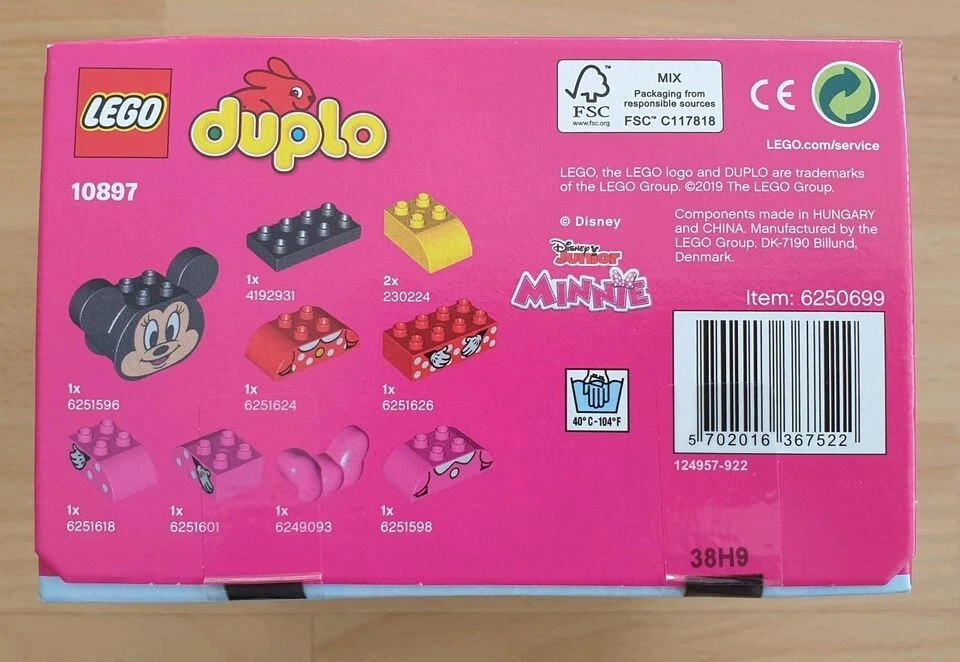 LEGO
duplo
10897
1x
4192931
2x
230224
1x
6251596
1x
6251624
1x
6251626
1x
6251618
1x
6251601
1x
6249093
1x
6251598
FSC™
www.fsc.org
MIX
Packaging from
responsible sources
FSC™ C117818
CE
LEGO.com/service
LEGO, the LEGO logo and DUPLO are trademarks
of the LEGO Group. ©2019 The LEGO Group.
© Disney
Disney
Junior
MINNIE
Components made in HUNGARY
and CHINA. Manufactured by the
LEGO Group, DK-7190 Billund,
Denmark.
Item: 6250699
40°C-104°F
5 702016 367522
124957-922
38H9